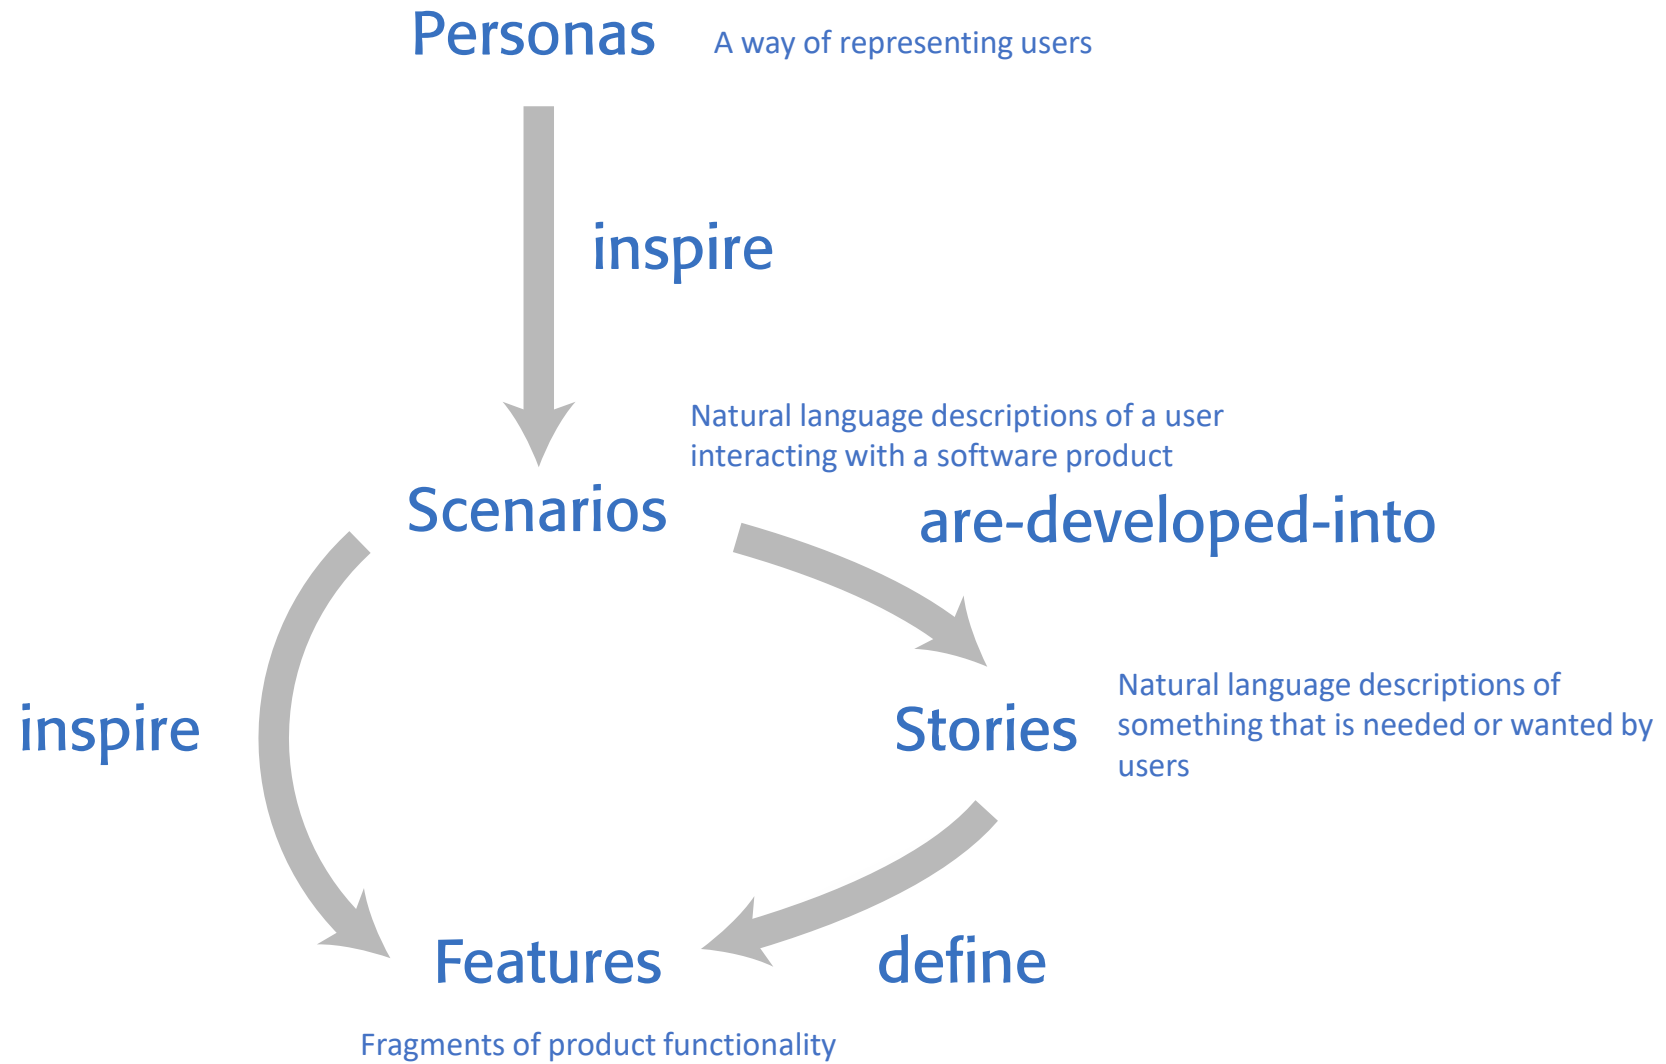 Personas
A way of representing users
inspire
Natural language descriptions of a user
interacting with a software product
Scenarios
are-developed-into
inspire
Stories
Natural language descriptions of
something that is needed or wanted by
users
Features
define
Fragments of product functionality